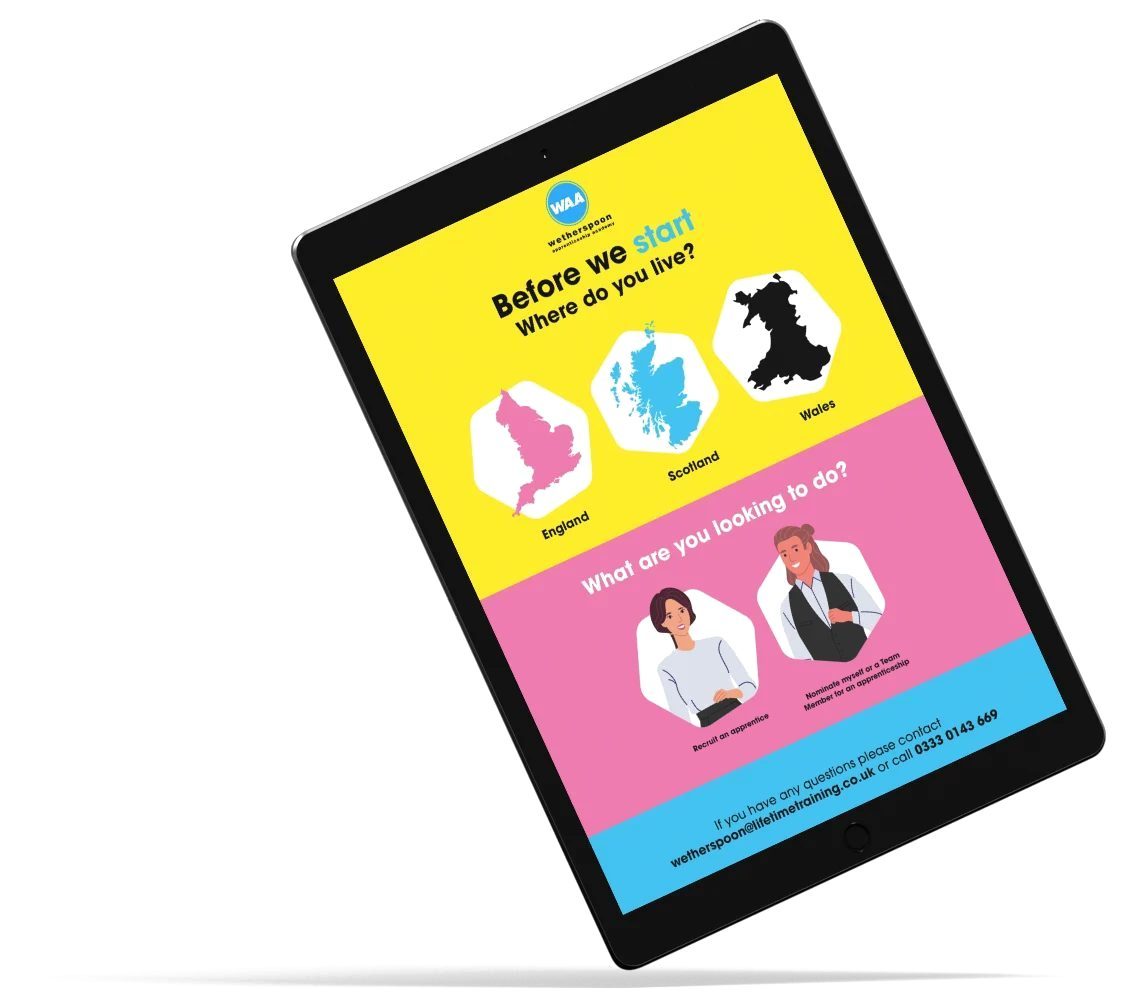 WAA
wetherspoon
apprenticeship academy
Before we start
Where do you live?
England
Scotland
Wales
What are you looking to do?
Recruit an apprentice
Nominate myself or a Team
Member for an apprenticeship
If you have any questions please contact
wetherspoon@lifetimetraining.co.uk or call 0333 0143 669